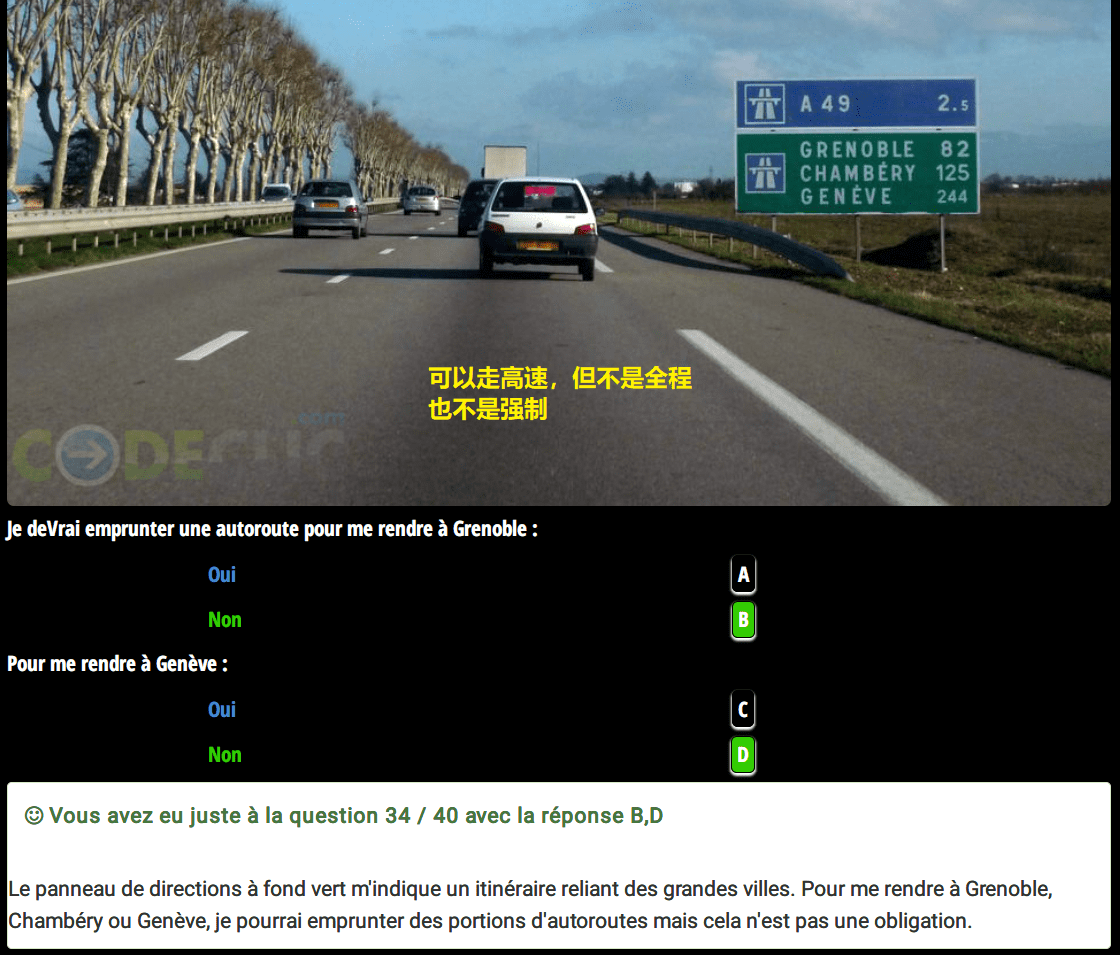 A 49 2.5
GRENOBLE 82
CHAMBÉRY 125
GENÈVE 244
可以走高速，但不是全程
也不是强制
.com
CODECLIC
Je deVrai emprunter une autoroute pour me rendre à Grenoble :
Oui A
Non B
Pour me rendre à Genève :
Oui C
Non D
Vous avez eu juste à la question 34 / 40 avec la réponse B,D
Le panneau de directions à fond vert m'indique un itinéraire reliant des grandes villes. Pour me rendre à Grenoble,
Chambéry ou Genève, je pourrai emprunter des portions d'autoroutes mais cela n'est pas une obligation.